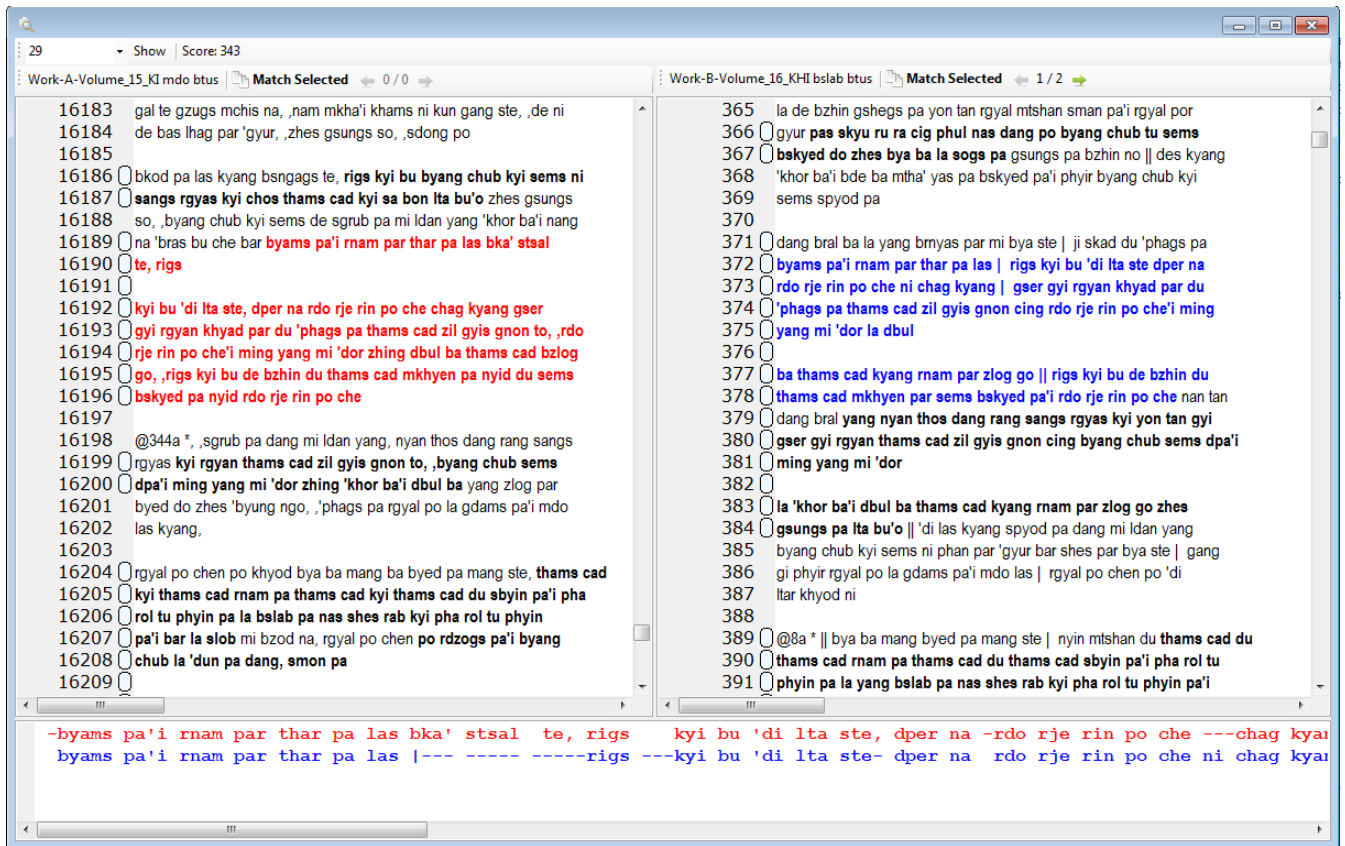 29 Show Score: 343
Work-A-Volume_15_KI mdo btus Match Selected 0 / 0
16183 gal te gzugs mchis na, ,nam mkha'i khams ni kun gang ste, ,de ni
16184 de bas lhag par 'gyur, ,zhes gsungs so, ,sdong po
16185
16186 bkod pa las kyang bsngags te, rigs kyi bu byang chub kyi sems ni
16187 sangs rgyas kyi chos thams cad kyi sa bon lta bu'o zhes gsungs
16188 so, ,byang chub kyi sems de sgrub pa mi ldan yang 'khor ba'i nang
16189 na 'bras bu che bar byams pa'i rnam par thar pa las bka' stsal
16190 te, rigs
16191
16192 kyi bu 'di lta ste, dper na rdo rje rin po che chag kyang gser
16193 gyi rgyan khyad par du 'phags pa thams cad zil gyis gnon to, ,rdo
16194 rje rin po che'i ming yang mi 'dor zhing dbul ba thams cad bzlog
16195 go, ,rigs kyi bu de bzhin du thams cad mkhyen pa nyid du sems
16196 bskyed pa nyid rdo rje rin po che
16197
16198 @344a *, ,sgrub pa dang mi ldan yang, nyan thos dang rang sangs
16199 rgyas kyi rgyan thams cad zil gyis gnon to, ,byang chub sems
16200 dpa'i ming yang mi 'dor zhing 'khor ba'i dbul ba yang zlog par
16201 byed do zhes 'byung ngo, ,'phags pa rgyal po la gdams pa'i mdo
16202 las kyang,
16203
16204 rgyal po chen po khyod bya ba mang ba byed pa mang ste, thams cad
16205 kyi thams cad rnam pa thams cad kyi thams cad du sbyin pa'i pha
16206 rol tu phyin pa la bslab pa nas shes rab kyi pha rol tu phyin
16207 pa'i bar la slob mi bzod na, rgyal po chen po rdzogs pa'i byang
16208 chub la 'dun pa dang, smon pa
16209
Work-B-Volume_16_KHI bslab btus Match Selected 1 / 2
365 la de bzhin gshegs pa yon tan rgyal mtshan sman pa'i rgyal por
366 gyur pas skyu ru ra cig phul nas dang po byang chub tu sems
367 bskyed do zhes bya ba la sogs pa gsungs pa bzhin no || des kyang
368 'khor ba'i bde ba mtha' yas pa bskyed pa'i phyir byang chub kyi
369 sems spyod pa
370
371 dang bral ba la yang brnyas par mi bya ste | ji skad du 'phags pa
372 byams pa'i rnam par thar pa las | rigs kyi bu 'di lta ste dper na
373 rdo rje rin po che ni chag kyang | gser gyi rgyan khyad par du
374 'phags pa thams cad zil gyis gnon cing rdo rje rin po che'i ming
375 yang mi 'dor la dbul
376
377 ba thams cad kyang rnam par zlog go || rigs kyi bu de bzhin du
378 thams cad mkhyen par sems bskyed pa'i rdo rje rin po che nan tan
379 dang bral yang nyan thos dang rang sangs rgyas kyi yon tan gyi
380 gser gyi rgyan thams cad zil gyis gnon cing byang chub sems dpa'i
381 ming yang mi 'dor
382
383 la 'khor ba'i dbul ba thams cad kyang rnam par zlog go zhes
384 gsungs pa lta bu'o || 'di las kyang spyod pa dang mi ldan yang
385 byang chub kyi sems ni phan par 'gyur bar shes par bya ste | gang
386 gi phyir rgyal po la gdams pa'i mdo las | rgyal po chen po 'di
387 ltar khyod ni
388
389 @8a * || bya ba mang byed pa mang ste | nyin mtshan du thams cad du
390 thams cad rnam pa thams cad du thams cad sbyin pa'i pha rol tu
391 phyin pa la yang bslab pa nas shes rab kyi pha rol tu phyin pa'i
-byams pa'i rnam par thar pa las bka' stsal te, rigs kyi bu 'di lta ste, dper na -rdo rje rin po che ---chag kyan
byams pa'i rnam par thar pa las |--- ----- -----rigs ---kyi bu 'di lta ste- dper na rdo rje rin po che ni chag kyan